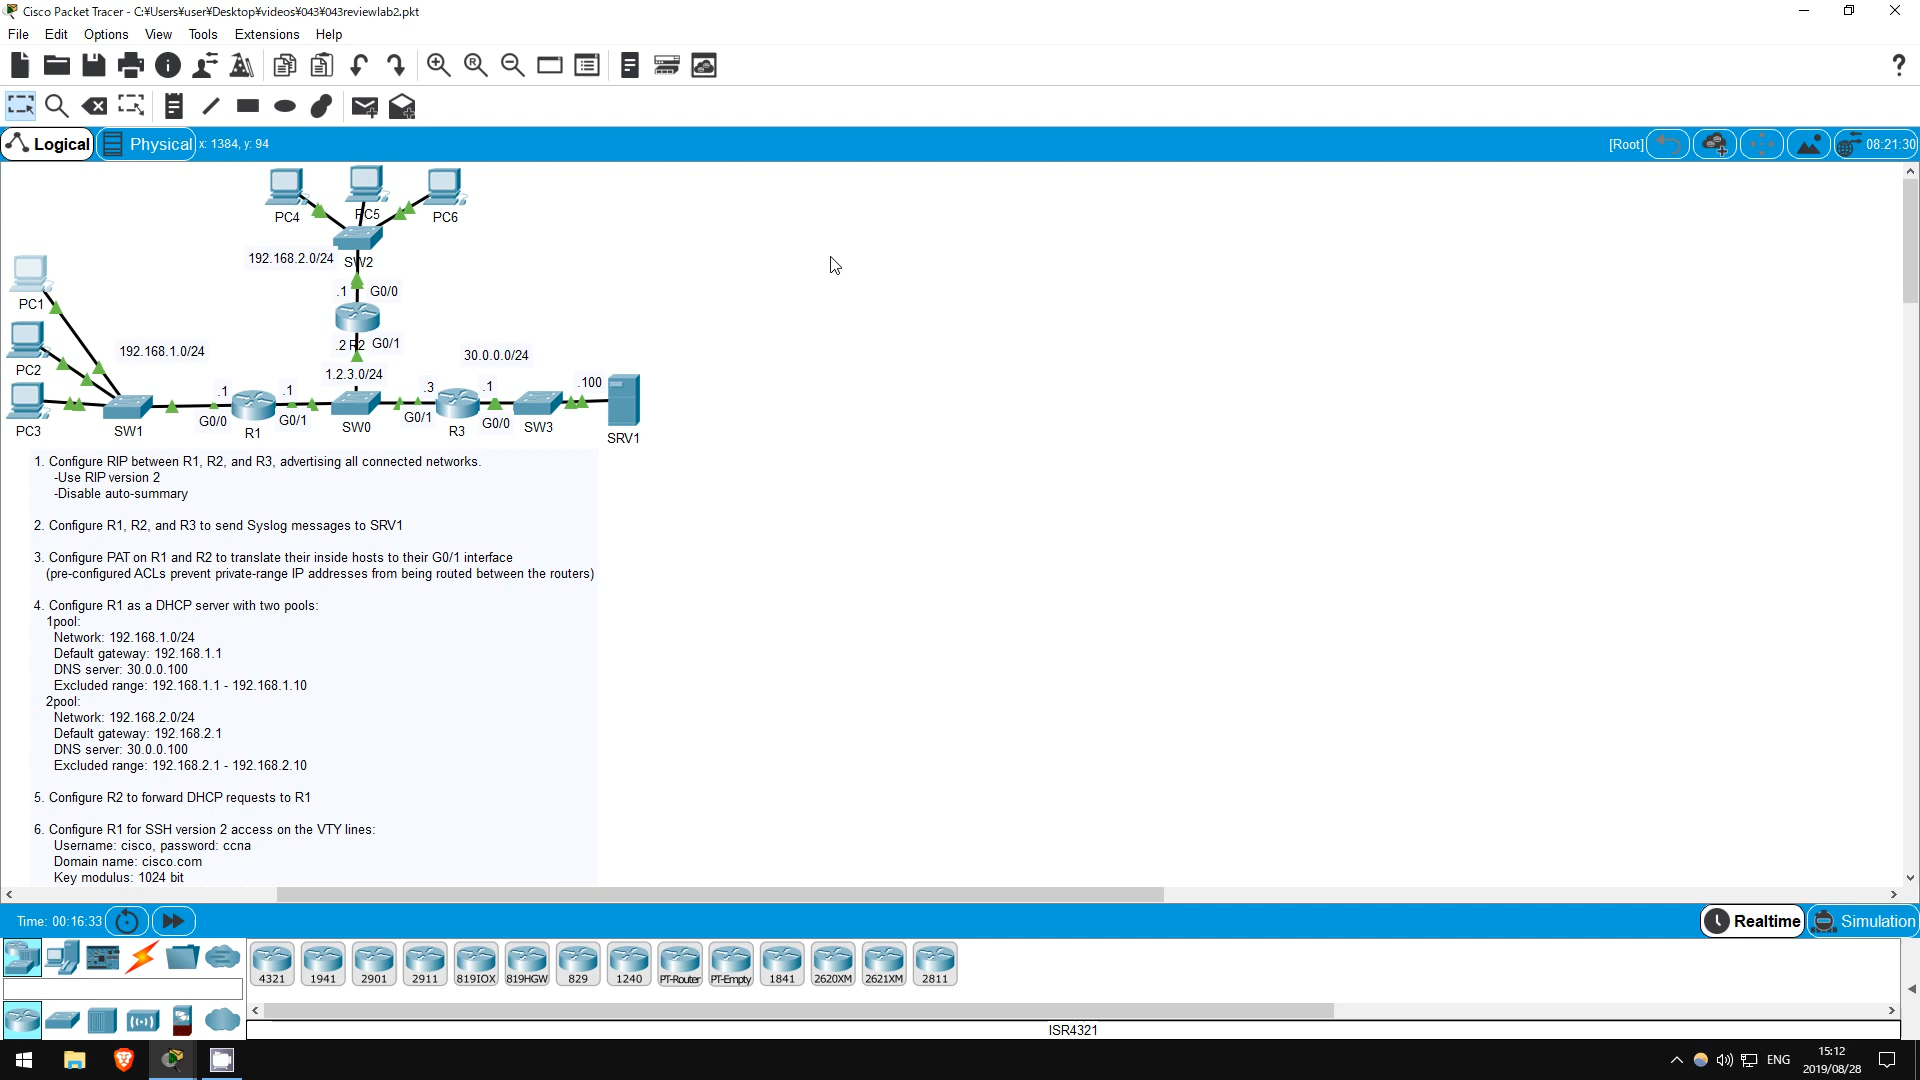 Cisco Packet Tracer - C:¥Users¥user¥Desktop¥videos¥043¥043reviewlab2.pkt
File Edit Options View Tools Extensions Help
Logical Physical x: 1384, y: 94 [Root] 08:21:30
PC4 PC5 PC6
192.168.2.0/24 SW2
.1 G0/0
PC1
.2 R2 G0/1
192.168.1.0/24
30.0.0.0/24
PC2
1.2.3.0/24
.1 .1 .3 .1 .100
G0/0 G0/1 G0/1 G0/0
PC3 SW1 R1 SW0 R3 SW3 SRV1
1. Configure RIP between R1, R2, and R3, advertising all connected networks.
-Use RIP version 2
-Disable auto-summary
2. Configure R1, R2, and R3 to send Syslog messages to SRV1
3. Configure PAT on R1 and R2 to translate their inside hosts to their G0/1 interface
(pre-configured ACLs prevent private-range IP addresses from being routed between the routers)
4. Configure R1 as a DHCP server with two pools:
1pool:
Network: 192.168.1.0/24
Default gateway: 192.168.1.1
DNS server: 30.0.0.100
Excluded range: 192.168.1.1 - 192.168.1.10
2pool:
Network: 192.168.2.0/24
Default gateway: 192.168.2.1
DNS server: 30.0.0.100
Excluded range: 192.168.2.1 - 192.168.2.10
5. Configure R2 to forward DHCP requests to R1
6. Configure R1 for SSH version 2 access on the VTY lines:
Username: cisco, password: ccna
Domain name: cisco.com
Key modulus: 1024 bit
Time: 00:16:33 Realtime Simulation
4321 1941 2901 2911 819IOX 819HGW 829 1240 PT-Router PT-Empty 1841 2620XM 2621XM 2811
ISR4321
ENG
15:12
2019/08/28